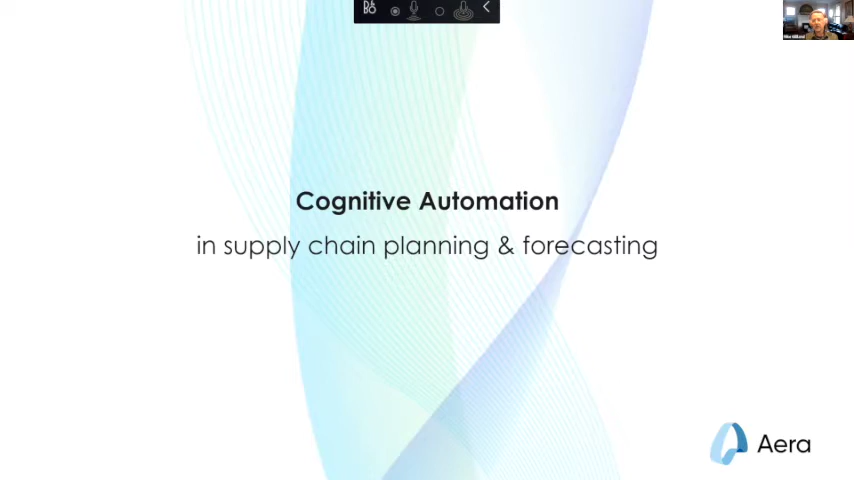 Cognitive Automation
in supply chain planning & forecasting
Aera